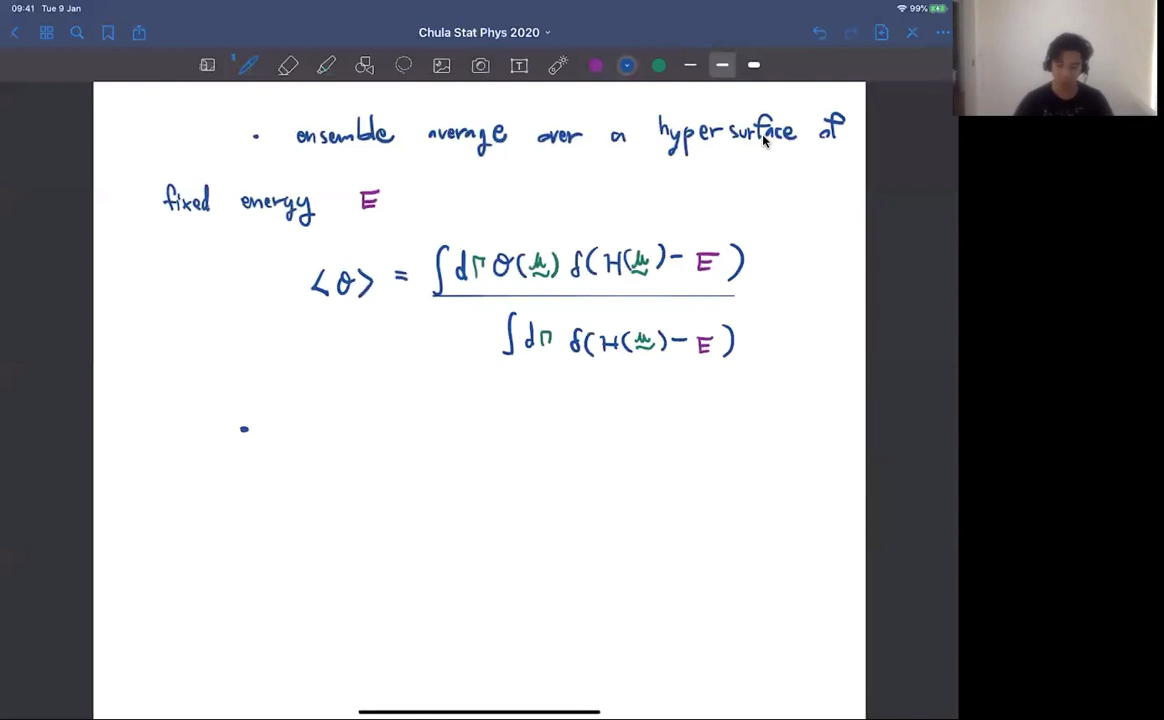 09:41 Tue 9 Jan
99%
Chula Stat Phys 2020
• ensemble average over a hypersurface of
fixed energy E
⟨O⟩ = ∫dΓ O(μ) δ(H(μ) - E)
∫dΓ δ(H(μ) - E)
•